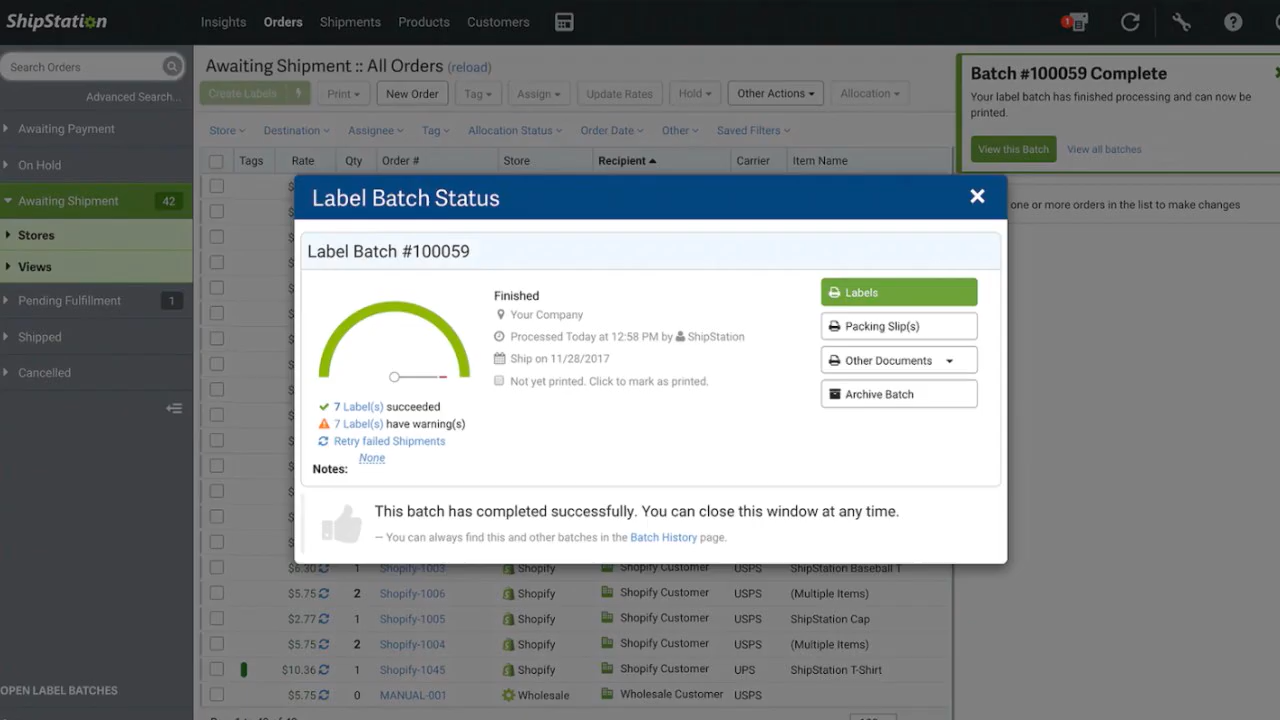 ShipStation
Insights Orders Shipments Products Customers
1
Search Orders
Advanced Search...
Awaiting Payment
On Hold
Awaiting Shipment 42
Stores
Views
Pending Fulfillment 1
Shipped
Cancelled
OPEN LABEL BATCHES
Awaiting Shipment :: All Orders (reload)
Create Labels Print New Order Tag Assign Update Rates Hold Other Actions Allocation
Store Destination Assignee Tag Allocation Status Order Date Other Saved Filters
Tags Rate Qty Order # Store Recipient Carrier Item Name
Batch #100059 Complete
Your label batch has finished processing and can now be
printed.
View this Batch View all batches
one or more orders in the list to make changes
Label Batch Status
Label Batch #100059
Finished
Your Company
Processed Today at 12:58 PM by ShipStation
Ship on 11/28/2017
Not yet printed. Click to mark as printed.
7 Label(s) succeeded
7 Label(s) have warning(s)
Retry failed Shipments
None
Notes:
Labels
Packing Slip(s)
Other Documents
Archive Batch
This batch has completed successfully. You can close this window at any time.
– You can always find this and other batches in the Batch History page.
$6.30 1 Shopify-1003 Shopify Shopify Customer USPS ShipStation Baseball T
$5.75 2 Shopify-1006 Shopify Shopify Customer USPS (Multiple Items)
$2.77 1 Shopify-1005 Shopify Shopify Customer USPS ShipStation Cap
$5.75 2 Shopify-1004 Shopify Shopify Customer USPS (Multiple Items)
$10.36 1 Shopify-1045 Shopify Shopify Customer UPS ShipStation T-Shirt
$5.75 0 MANUAL-001 Wholesale Wholesale Customer USPS